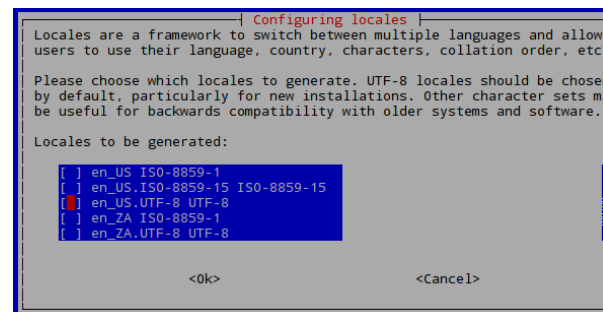 Configuring locales
Locales are a framework to switch between multiple languages and allow
users to use their language, country, characters, collation order, etc
Please choose which locales to generate. UTF-8 locales should be chose
by default, particularly for new installations. Other character sets m
be useful for backwards compatibility with older systems and software.
Locales to be generated:
[ ] en_US ISO-8859-1
[ ] en_US.ISO-8859-15 ISO-8859-15
[ ] en_US.UTF-8 UTF-8
[ ] en_ZA ISO-8859-1
[ ] en_ZA.UTF-8 UTF-8
<Ok> <Cancel>